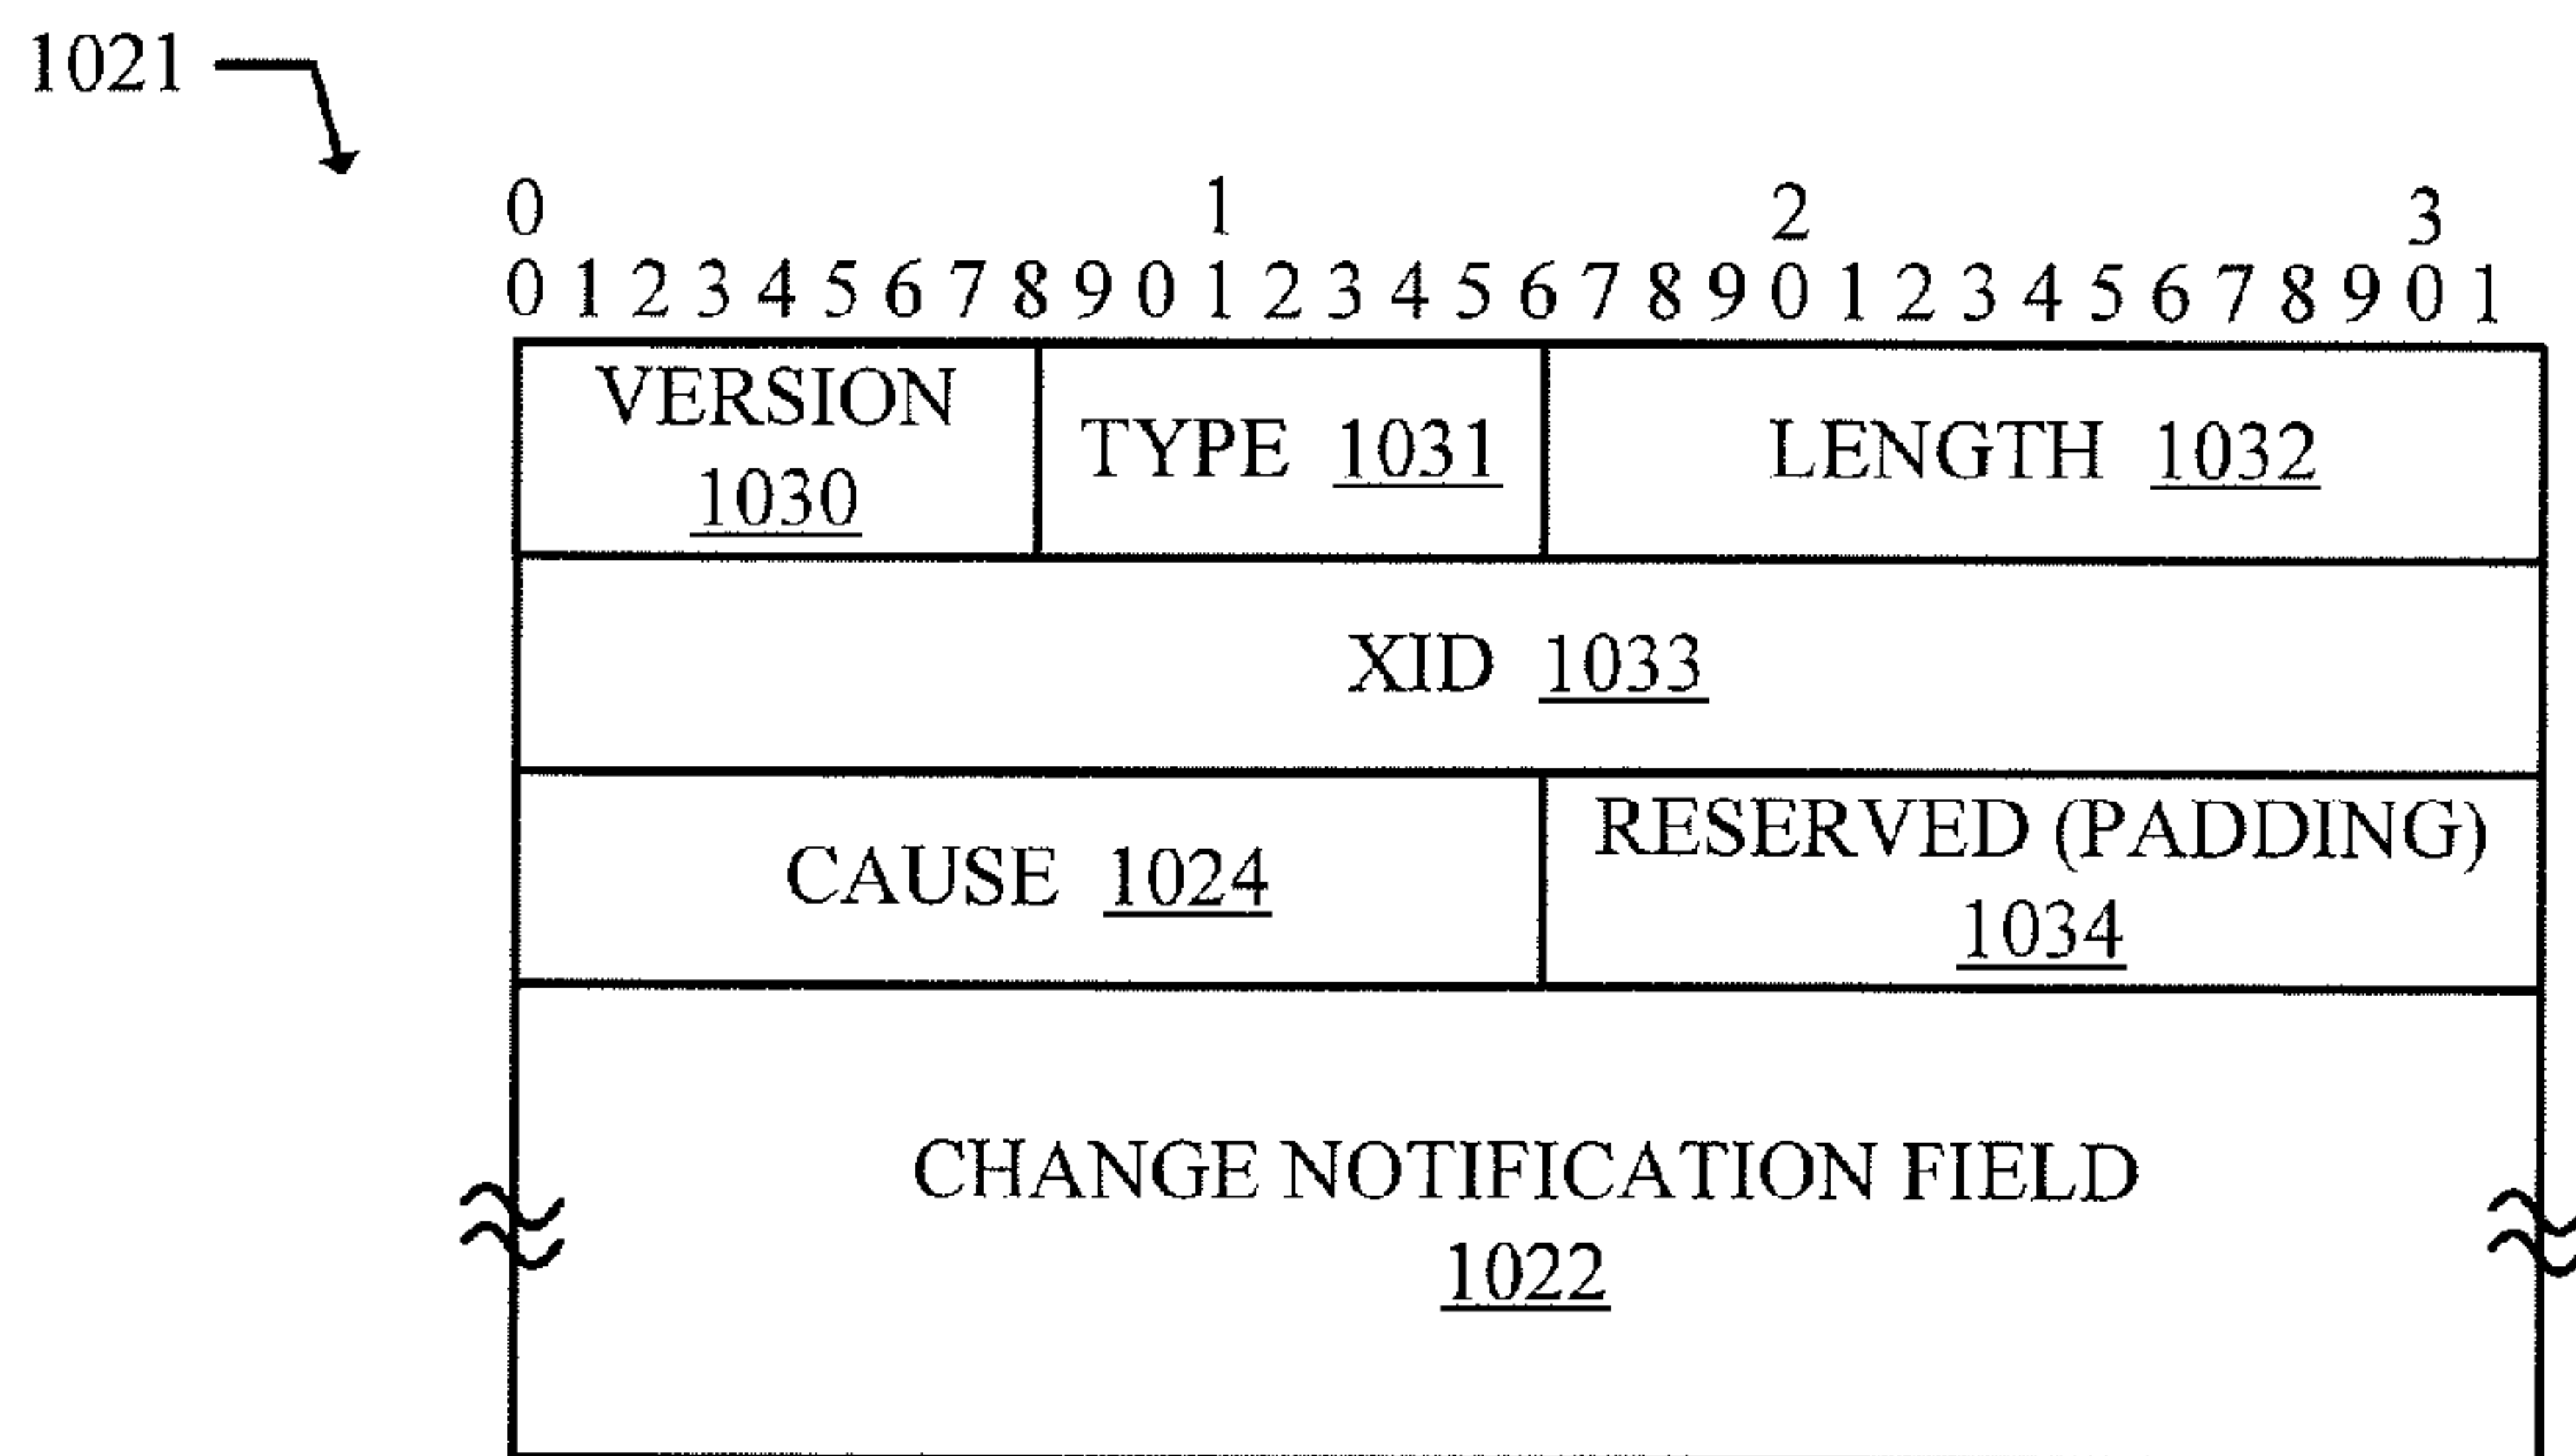 1021
0 1 2 3
0 1 2 3 4 5 6 7 8 9 0 1 2 3 4 5 6 7 8 9 0 1 2 3 4 5 6 7 8 9 0 1
VERSION
1030
TYPE 1031
LENGTH 1032
XID 1033
CAUSE 1024
RESERVED (PADDING)
1034
CHANGE NOTIFICATION FIELD
1022